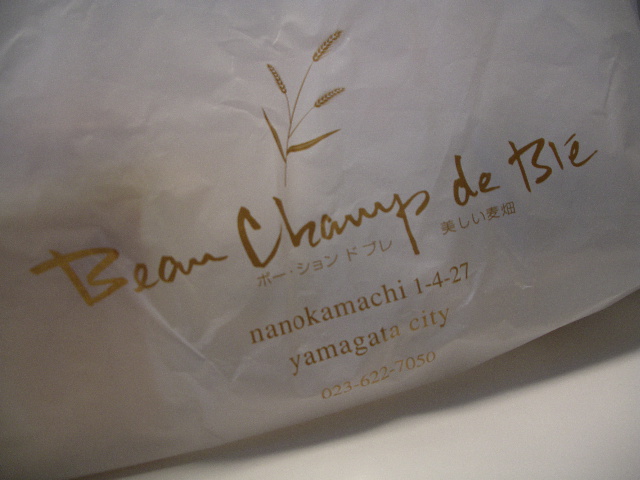 Beau Champ de Blé
ボー・ション ド ブレ 美しい麦畑
nanokamachi 1-4-27
yamagata city
023-622-7050